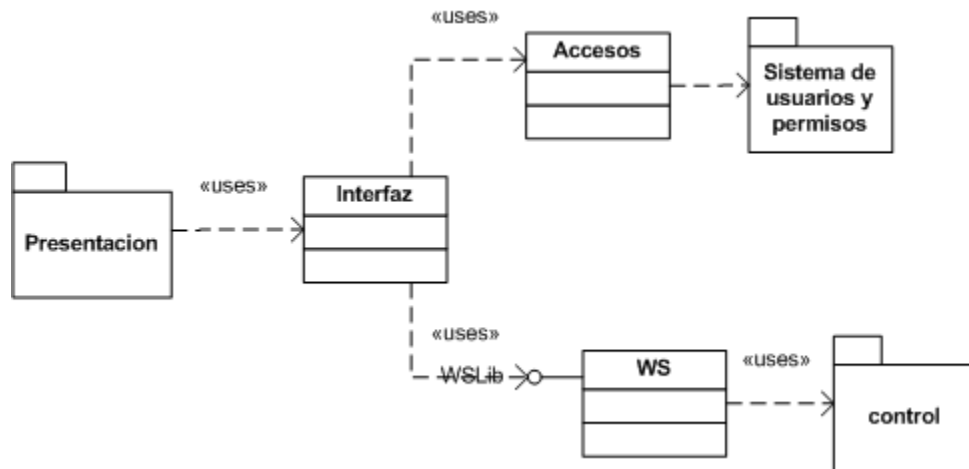 «uses»
Accesos
Sistema de
usuarios y
permisos
«uses»
Interfaz
Presentacion
«uses»
WSLib
WS
«uses»
control